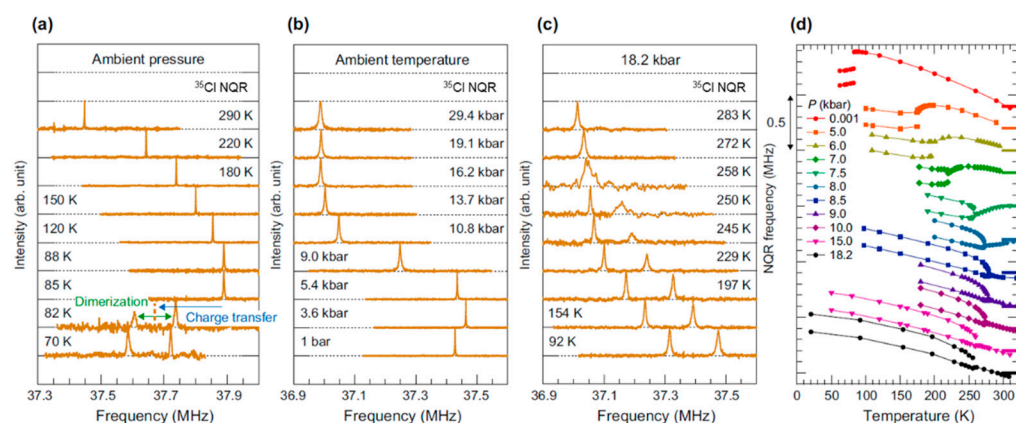 (a)
Ambient pressure
35Cl NQR
290 K
220 K
180 K
150 K
120 K
88 K
85 K
Dimerization
Charge transfer
82 K
70 K
Intensity (arb. unit)
37.3
37.5
37.7
37.9
Frequency (MHz)
(b)
Ambient temperature
35Cl NQR
29.4 kbar
19.1 kbar
16.2 kbar
13.7 kbar
10.8 kbar
9.0 kbar
5.4 kbar
3.6 kbar
1 bar
Intensity (arb. unit)
36.9
37.1
37.3
37.5
Frequency (MHz)
(c)
18.2 kbar
35Cl NQR
283 K
272 K
258 K
250 K
245 K
229 K
197 K
154 K
92 K
Intensity (arb. unit)
36.9
37.1
37.3
37.5
Frequency (MHz)
(d)
0.5
NQR frequency (MHz)
P (kbar)
0.001
5.0
6.0
7.0
7.5
8.0
8.5
9.0
10.0
15.0
18.2
0
50
100
150
200
250
300
Temperature (K)